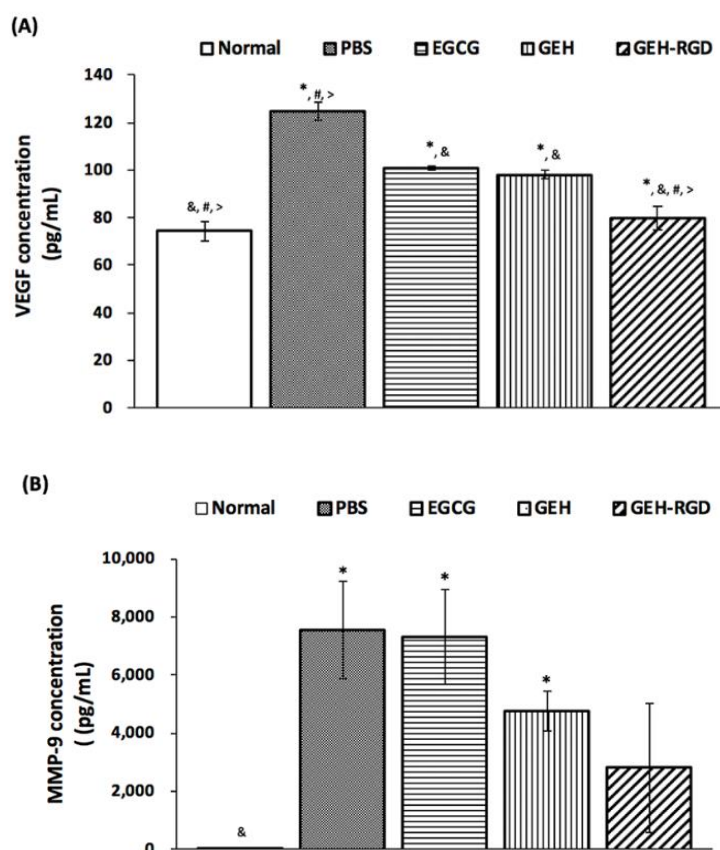 (A)
Normal PBS EGCG GEH GEH-RGD
VEGF concentration
(pg/mL)
140
120
100
80
60
40
20
0
&, #, >
*, #, >
*, &
*, &
*, &, #, >
(B)
Normal PBS EGCG GEH GEH-RGD
MMP-9 concentration
( (pg/mL)
10,000
8,000
6,000
4,000
2,000
0
&
*
*
*